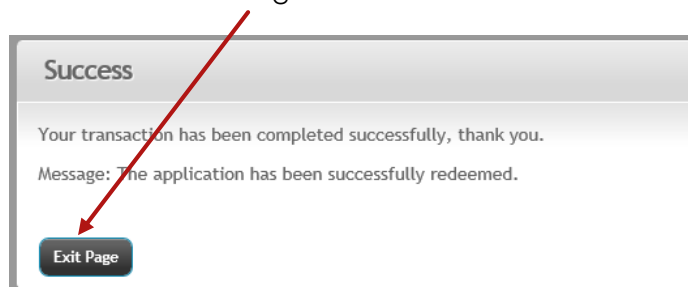 Success
Your transaction has been completed successfully, thank you.
Message: The application has been successfully redeemed.
Exit Page